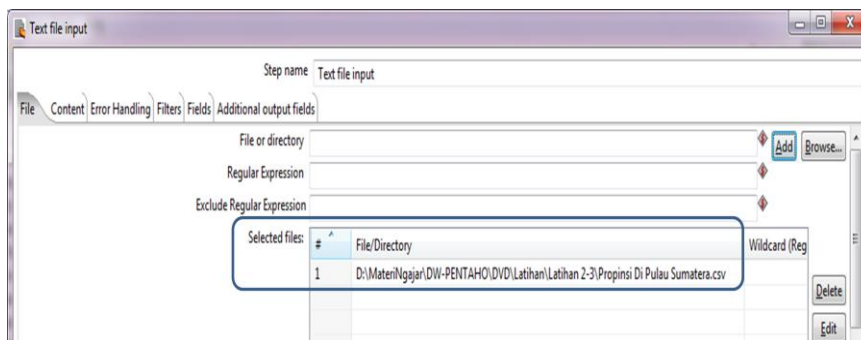 Text file input
Step name Text file input
File Content Error Handling Filters Fields Additional output fields
File or directory Add Browse...
Regular Expression
Exclude Regular Expression
Selected files: # File/Directory Wildcard (Reg
1 D:\MateriNgajar\DW-PENTAHO\DVD\Latihan\Latihan 2-3\Propinsi Di Pulau Sumatera.csv
Delete
Edit